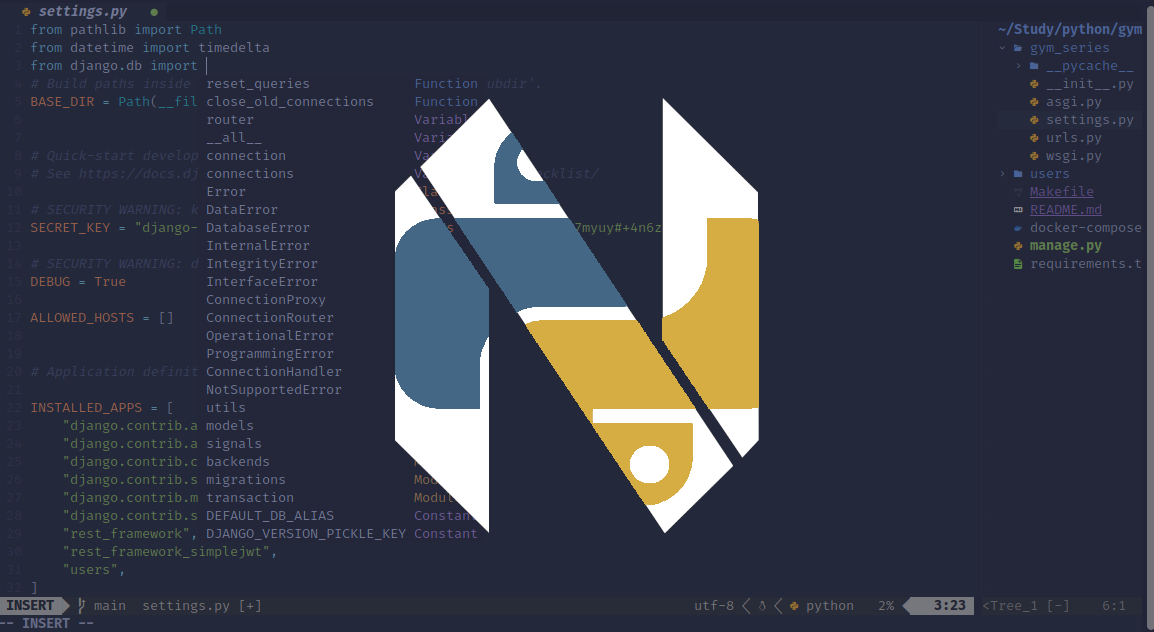 settings.py
1 from pathlib import Path
2 from datetime import timedelta
3 from django.db import
4 # Build paths inside reset_queries Function ubdir'.
5 BASE_DIR = Path(__fil close_old_connections Function
6 router Variabl
7 __all__ Varia
8 # Quick-start develop connection Va
9 # See https://docs.dj connections V cklist/
10 Error
11 # SECURITY WARNING: k DataError
12 SECRET_KEY = "django- DatabaseError s 7myuy#+4n6z
13 InternalError
14 # SECURITY WARNING: d IntegrityError
15 DEBUG = True InterfaceError
16 ConnectionProxy
17 ALLOWED_HOSTS = [] ConnectionRouter
18 OperationalError
19 ProgrammingError
20 # Application definit ConnectionHandler
21 NotSupportedError
22 INSTALLED_APPS = [ utils
23 "django.contrib.a models
24 "django.contrib.a signals
25 "django.contrib.c backends
26 "django.contrib.s migrations Mod
27 "django.contrib.m transaction Modul
28 "django.contrib.s DEFAULT_DB_ALIAS Constan
29 "rest_framework", DJANGO_VERSION_PICKLE_KEY Constant
30 "rest_framework_simplejwt",
31 "users",
32 ]
~/Study/python/gym
gym_series
__pycache__
__init__.py
asgi.py
settings.py
urls.py
wsgi.py
users
Makefile
README.md
docker-compose
manage.py
requirements.t
INSERT main settings.py [+] utf-8 python 2% 3:23 <Tree_1 [-] 6:1
-- INSERT --